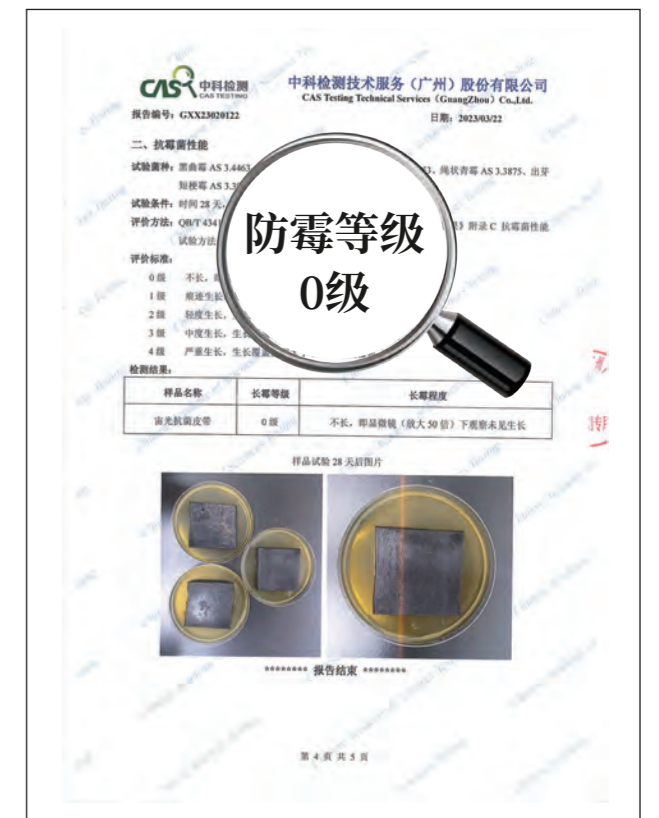 CAS 中科检测
CAS TESTING
中科检测技术服务（广州）股份有限公司
CAS Testing Technical Services（GuangZhou）Co.,Ltd.
报告编号：GXX23020122
日期：2023/03/22
二、抗霉菌性能
试验菌种：黑曲霉 AS 3.4463、
绳状青霉 AS 3.3875、出芽
短梗霉 AS 3.39
试验条件：时间 28 天、
评价方法：QB/T 4341
附录 C 抗霉菌性能
试验方法
评价标准：
0 级 不长，
1 级 痕迹生长
2 级 轻度生长，
3 级 中度生长，生长
4 级 严重生长，生长覆盖
防霉等级
0级
检测结果：
样品名称 长霉等级 长霉程度
宙光抗菌皮带 0 级 不长，即显微镜（放大 50 倍）下观察未见生长
样品试验 28 天后图片
******** 报告结束 ********
第 4 页 共 5 页